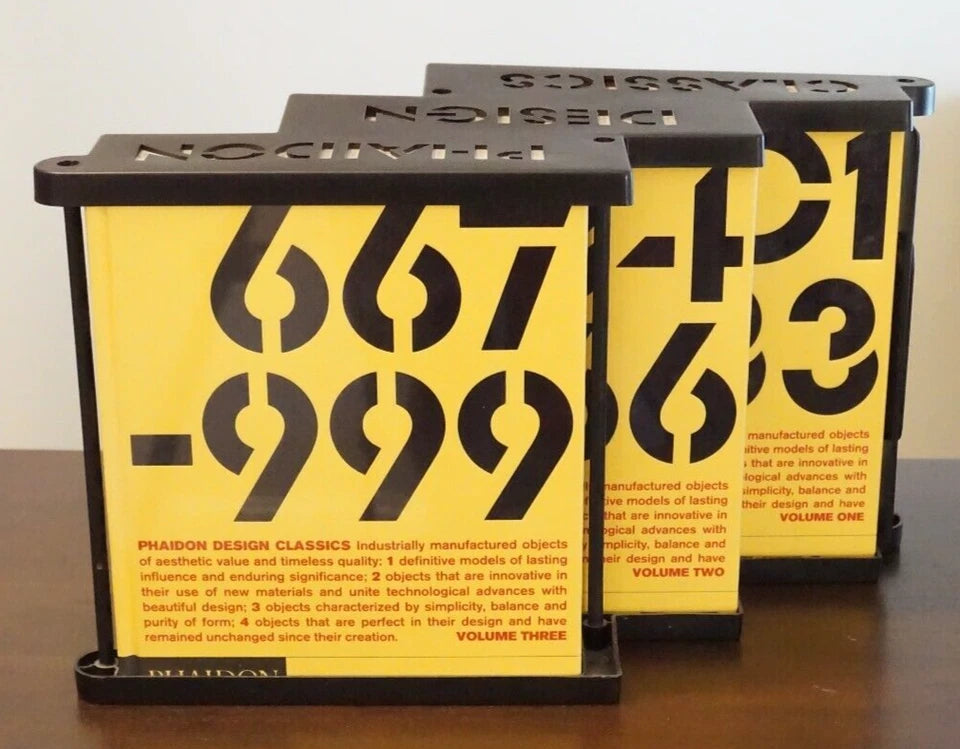 PHAIDON
DESIGN
CLASSICS
667
-999
PHAIDON DESIGN CLASSICS Industrially manufactured objects
of aesthetic value and timeless quality: 1 definitive models of lasting
influence and enduring significance; 2 objects that are innovative in
their use of new materials and unite technological advances with
beautiful design; 3 objects characterized by simplicity, balance and
purity of form; 4 objects that are perfect in their design and have
remained unchanged since their creation. VOLUME THREE
PHAIDON
66
manufactured objects
models of lasting
that are innovative in
advances with
balance and
design and have
VOLUME TWO
01
33
manufactured objects
models of lasting
that are innovative in
advances with
simplicity, balance and
their design and have
VOLUME ONE